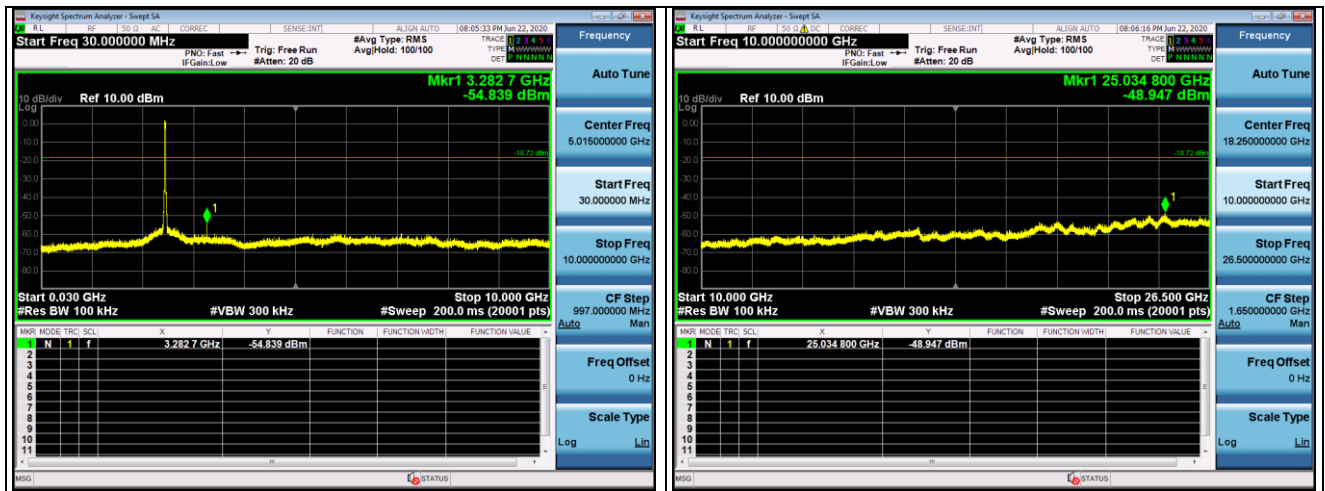 Keysight Spectrum Analyzer - Swept SA
RL RF 50 Ω AC CORREC SENSE:INT ALIGN AUTO 08:05:33 PM Jun 22, 2020
Start Freq 30.000000 MHz
#Avg Type: RMS
TRACE 1 2 3 4 5 6
PNO: Fast Trig: Free Run Avg|Hold: 100/100
TYPE M WWWWW
IFGain:Low #Atten: 20 dB
DET P N N N N N
Mkr1 3.282 7 GHz
-54.839 dBm
10 dB/div Ref 10.00 dBm
Log
0.00
-10.0
-18.72 dBm
-20.0
-30.0
-40.0
1
-50.0
-60.0
-70.0
-80.0
Start 0.030 GHz Stop 10.000 GHz
#Res BW 100 kHz #VBW 300 kHz #Sweep 200.0 ms (20001 pts)
MKR MODE TRC SCL X Y FUNCTION FUNCTION WIDTH FUNCTION VALUE
1 N 1 f 3.282 7 GHz -54.839 dBm
2
3
4
5
6
7
8
9
10
11
MSG STATUS
Frequency
Auto Tune
Center Freq
5.015000000 GHz
Start Freq
30.000000 MHz
Stop Freq
10.000000000 GHz
CF Step
997.000000 MHz
Auto Man
Freq Offset
0 Hz
Scale Type
Log Lin
Keysight Spectrum Analyzer - Swept SA
RL RF 50 Ω DC CORREC SENSE:INT ALIGN AUTO 08:06:16 PM Jun 22, 2020
Start Freq 10.000000000 GHz
#Avg Type: RMS
TRACE 1 2 3 4 5 6
PNO: Fast Trig: Free Run Avg|Hold: 100/100
TYPE M WWWWW
IFGain:Low #Atten: 20 dB
DET P N N N N N
Mkr1 25.034 800 GHz
-48.947 dBm
10 dB/div Ref 10.00 dBm
Log
0.00
-10.0
-18.72 dBm
-20.0
-30.0
-40.0
1
-50.0
-60.0
-70.0
-80.0
Start 10.000 GHz Stop 26.500 GHz
#Res BW 100 kHz #VBW 300 kHz #Sweep 200.0 ms (20001 pts)
MKR MODE TRC SCL X Y FUNCTION FUNCTION WIDTH FUNCTION VALUE
1 N 1 f 25.034 800 GHz -48.947 dBm
2
3
4
5
6
7
8
9
10
11
MSG STATUS
Frequency
Auto Tune
Center Freq
18.250000000 GHz
Start Freq
10.000000000 GHz
Stop Freq
26.500000000 GHz
CF Step
1.650000000 GHz
Auto Man
Freq Offset
0 Hz
Scale Type
Log Lin